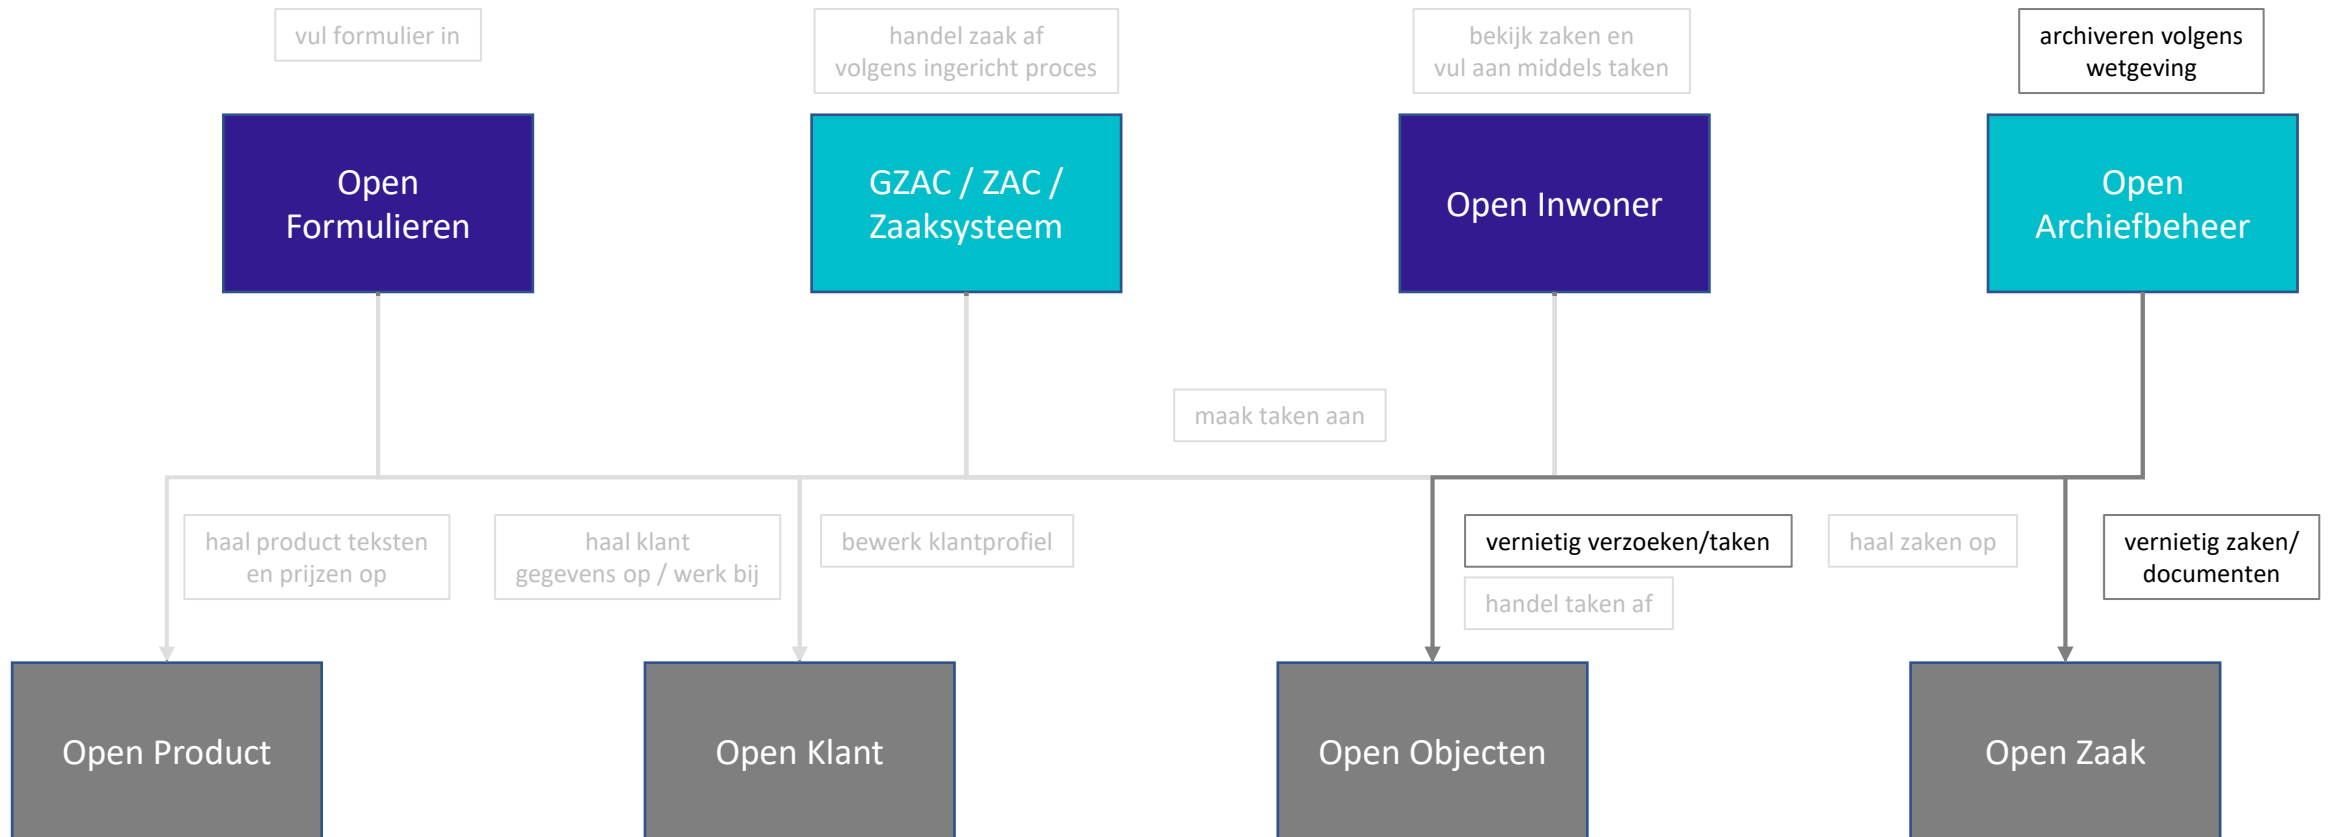 vul formulier in
handel zaak af
volgens ingericht proces
bekijk zaken en
vul aan middels taken
archiveren volgens
wetgeving
Open
Formulieren
GZAC / ZAC /
Zaaksysteem
Open Inwoner
Open
Archiefbeheer
maak taken aan
haal product teksten
en prijzen op
haal klant
gegevens op / werk bij
bewerk klantprofiel
vernietig verzoeken/taken
handel taken af
haal zaken op
vernietig zaken/
documenten
Open Product
Open Klant
Open Objecten
Open Zaak